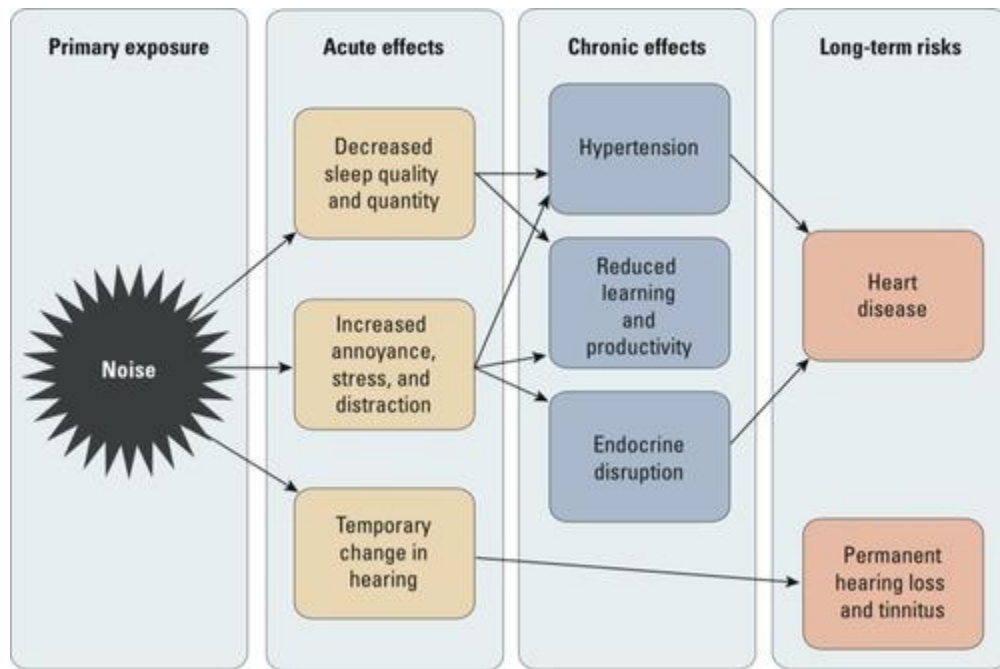 Primary exposure
Acute effects
Chronic effects
Long-term risks
Noise
Decreased
sleep quality
and quantity
Increased
annoyance,
stress, and
distraction
Temporary
change in
hearing
Hypertension
Reduced
learning
and
productivity
Endocrine
disruption
Heart
disease
Permanent
hearing loss
and tinnitus